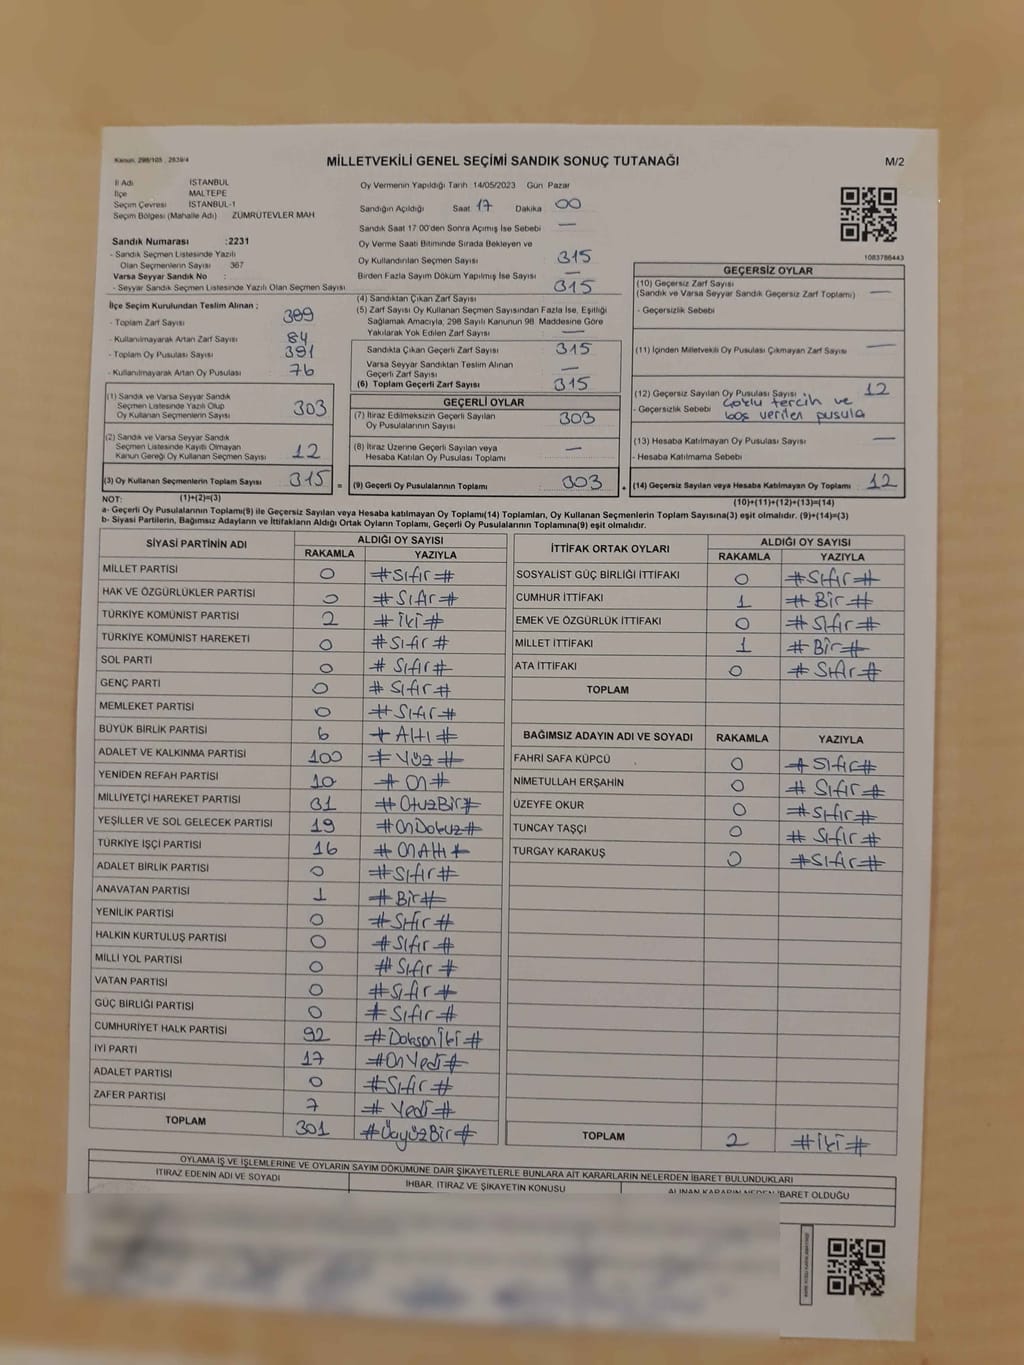 Kanun, 298/105 , 2839/4
MİLLETVEKİLİ GENEL SEÇİMİ SANDIK SONUÇ TUTANAĞI
M/2
İl Adı İSTANBUL
İlçe MALTEPE
Seçim Çevresi İSTANBUL-1
Seçim Bölgesi (Mahalle Adı) ZÜMRÜTEVLER MAH
Sandık Numarası :2231
- Sandık Seçmen Listesinde Yazılı
Olan Seçmenlerin Sayısı 367
Varsa Seyyar Sandık No :
- Seyyar Sandık Seçmen Listesinde Yazılı Olan Seçmen Sayısı
Oy Vermenin Yapıldığı Tarih 14/05/2023 Gün Pazar
Sandığın Açıldığı Saat 17 Dakika 00
Sandık Saat 17:00'den Sonra Açımış İse Sebebi —
Oy Verme Saati Bitiminde Sırada Bekleyen ve
Oy Kullandırılan Seçmen Sayısı 315
Birden Fazla Sayım Döküm Yapılmış İse Sayısı —
1083786443
İlçe Seçim Kurulundan Teslim Alınan ;
- Toplam Zarf Sayısı 399
- Kullanılmayarak Artan Zarf Sayısı 84
- Toplam Oy Pusulası Sayısı 391
- Kullanılmayarak Artan Oy Pusulası 76
(1) Sandık ve Varsa Seyyar Sandık
Seçmen Listesinde Yazılı Olup
Oy Kullanan Seçmenlerin Sayısı 303
(2) Sandık ve Varsa Seyyar Sandık
Seçmen Listesinde Kayıtlı Olmayan
Kanun Gereği Oy Kullanan Seçmen Sayısı 12
(3) Oy Kullanan Seçmenlerin Toplam Sayısı 315 =
(1)+(2)=(3)
(4) Sandıktan Çıkan Zarf Sayısı 315
(5) Zarf Sayısı Oy Kullanan Seçmen Sayısından Fazla İse, Eşitliği
Sağlamak Amacıyla, 298 Sayılı Kanunun 98. Maddesine Göre
Yakılarak Yok Edilen Zarf Sayısı —
Sandıkta Çıkan Geçerli Zarf Sayısı 315
Varsa Seyyar Sandıktan Teslim Alınan
Geçerli Zarf Sayısı —
(6) Toplam Geçerli Zarf Sayısı 315
GEÇERLİ OYLAR
(7) İtiraz Edilmeksizin Geçerli Sayılan
Oy Pusulalarının Sayısı 303
(8) İtiraz Üzerine Geçerli Sayılan veya
Hesaba Katılan Oy Pusulası Toplamı —
(9) Geçerli Oy Pusulalarının Toplamı 303 +
GEÇERSİZ OYLAR
(10) Geçersiz Zarf Sayısı
(Sandık ve Varsa Seyyar Sandık Geçersiz Zarf Toplamı) —
- Geçersizlik Sebebi
(11) İçinden Milletvekili Oy Pusulası Çıkmayan Zarf Sayısı —
(12) Geçersiz Sayılan Oy Pusulası Sayısı 12
- Geçersizlik Sebebi Çoklu tercih ve
boş verilen pusula
(13) Hesaba Katılmayan Oy Pusulası Sayısı —
- Hesaba Katılmama Sebebi
(14) Geçersiz Sayılan veya Hesaba Katılmayan Oy Toplamı 12
(10)+(11)+(12)+(13)=(14)
NOT:
a- Geçerli Oy Pusulalarının Toplamı(9) ile Geçersiz Sayılan veya Hesaba katılmayan Oy Toplamı(14) Toplamları, Oy Kullanan Seçmenlerin Toplam Sayısına(3) eşit olmalıdır. (9)+(14)=(3)
b- Siyasi Partilerin, Bağımsız Adayların ve İttifakların Aldığı Ortak Oyların Toplamı, Geçerli Oy Pusulalarının Toplamına(9) eşit olmalıdır.
SİYASİ PARTİNİN ADI ALDIĞI OY SAYISI
RAKAMLA YAZIYLA
MİLLET PARTİSİ 0 #Sıfır#
HAK VE ÖZGÜRLÜKLER PARTİSİ 0 #Sıfır#
TÜRKİYE KOMÜNİST PARTİSİ 2 #İki#
TÜRKİYE KOMÜNİST HAREKETİ 0 #Sıfır#
SOL PARTİ 0 #Sıfır#
GENÇ PARTİ 0 #Sıfır#
MEMLEKET PARTİSİ 0 #Sıfır#
BÜYÜK BİRLİK PARTİSİ 6 #Altı#
ADALET VE KALKINMA PARTİSİ 100 #Yüz#
YENİDEN REFAH PARTİSİ 10 #On#
MİLLİYETÇİ HAREKET PARTİSİ 31 #OtuzBir#
YEŞİLLER VE SOL GELECEK PARTİSİ 19 #OnDokuz#
TÜRKİYE İŞÇİ PARTİSİ 16 #OnAltı#
ADALET BİRLİK PARTİSİ 0 #Sıfır#
ANAVATAN PARTİSİ 1 #Bir#
YENİLİK PARTİSİ 0 #Sıfır#
HALKIN KURTULUŞ PARTİSİ 0 #Sıfır#
MİLLİ YOL PARTİSİ 0 #Sıfır#
VATAN PARTİSİ 0 #Sıfır#
GÜÇ BİRLİĞİ PARTİSİ 0 #Sıfır#
CUMHURİYET HALK PARTİSİ 92 #Doksanİki#
İYİ PARTİ 17 #OnYedi#
ADALET PARTİSİ 0 #Sıfır#
ZAFER PARTİSİ 7 #Yedi#
TOPLAM 301 #ÜçyüzBir#
İTTİFAK ORTAK OYLARI ALDIĞI OY SAYISI
RAKAMLA YAZIYLA
SOSYALİST GÜÇ BİRLİĞİ İTTİFAKI 0 #Sıfır#
CUMHUR İTTİFAKI 1 #Bir#
EMEK VE ÖZGÜRLÜK İTTİFAKI 0 #Sıfır#
MİLLET İTTİFAKI 1 #Bir#
ATA İTTİFAKI 0 #Sıfır#
TOPLAM
BAĞIMSIZ ADAYIN ADI VE SOYADI RAKAMLA YAZIYLA
FAHRİ SAFA KÜPCÜ 0 #Sıfır#
NİMETULLAH ERŞAHİN 0 #Sıfır#
ÜZEYFE OKUR 0 #Sıfır#
TUNCAY TAŞÇI 0 #Sıfır#
TURGAY KARAKUŞ 0 #Sıfır#
TOPLAM 2 #İki#
OYLAMA İŞ VE İŞLEMLERİNE VE OYLARIN SAYIM DÖKÜMÜNE DAİR ŞİKAYETLERLE BUNLARA AİT KARARLARIN NELERDEN İBARET BULUNDUKLARI
İTİRAZ EDENİN ADI VE SOYADI İHBAR, İTİRAZ VE ŞİKAYETİN KONUSU ALINAN KARARIN NEDEN İBARET OLDUĞU